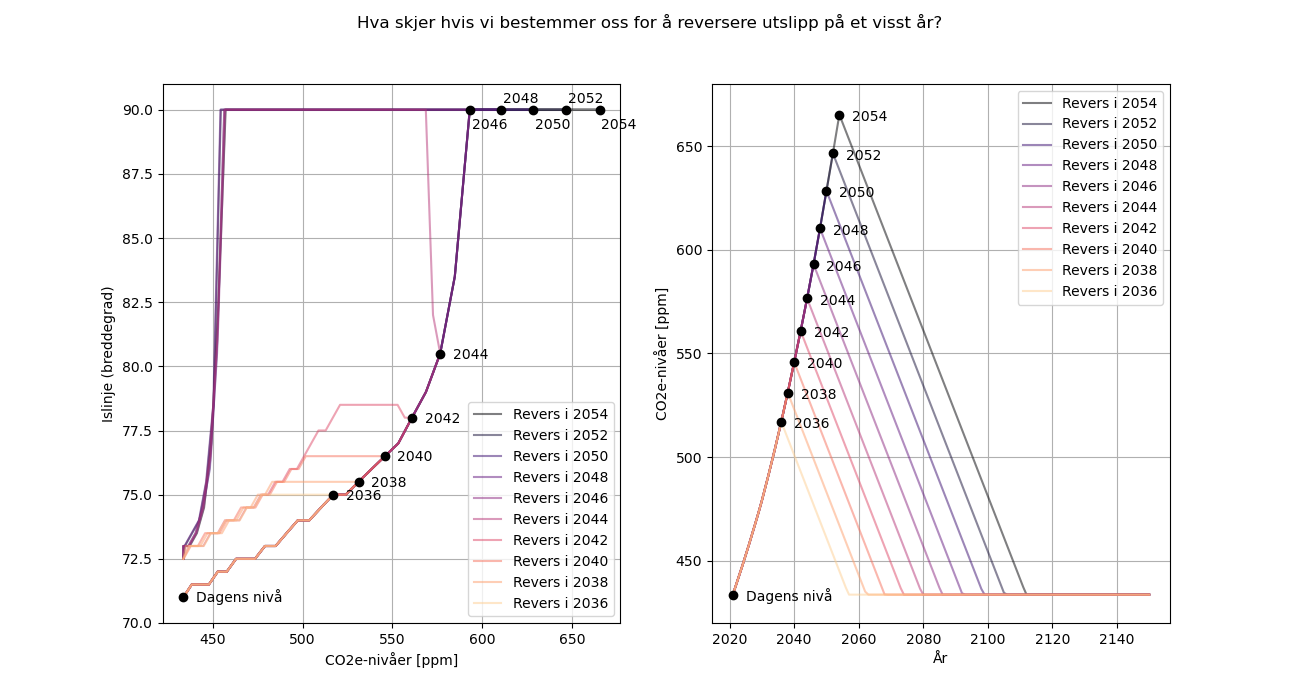 Hva skjer hvis vi bestemmer oss for å reversere utslipp på et visst år?
Islinje (breddegrad)
90.0
87.5
85.0
82.5
80.0
77.5
75.0
72.5
70.0
2048
2052
2046
2050
2054
2044
2042
2040
2038
2036
Dagens nivå
Revers i 2054
Revers i 2052
Revers i 2050
Revers i 2048
Revers i 2046
Revers i 2044
Revers i 2042
Revers i 2040
Revers i 2038
Revers i 2036
450
500
550
600
650
CO2e-nivåer [ppm]
CO2e-nivåer [ppm]
650
600
550
500
450
2054
2052
2050
2048
2046
2044
2042
2040
2038
2036
Dagens nivå
Revers i 2054
Revers i 2052
Revers i 2050
Revers i 2048
Revers i 2046
Revers i 2044
Revers i 2042
Revers i 2040
Revers i 2038
Revers i 2036
2020
2040
2060
2080
2100
2120
2140
År